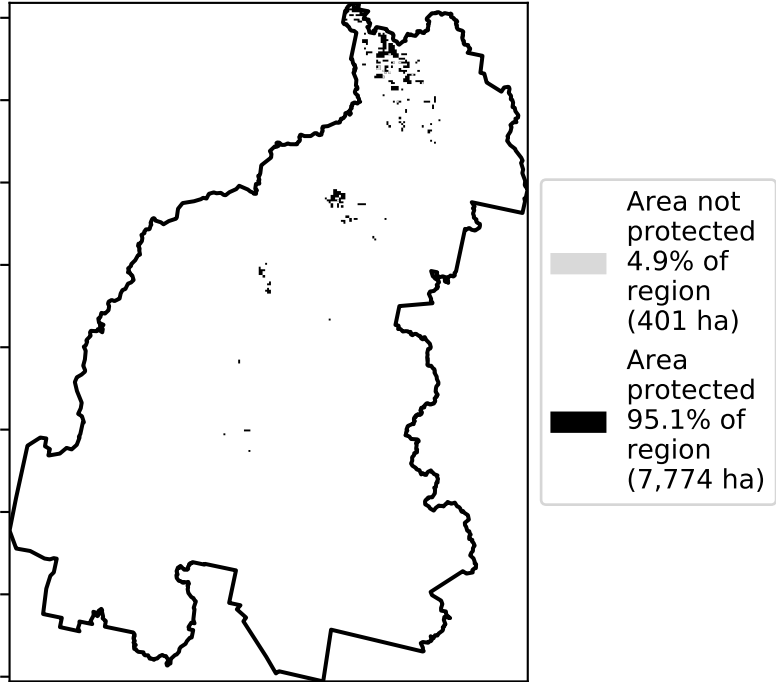 Area not
protected
4.9% of
region
(401 ha)
Area
protected
95.1% of
region
(7,774 ha)